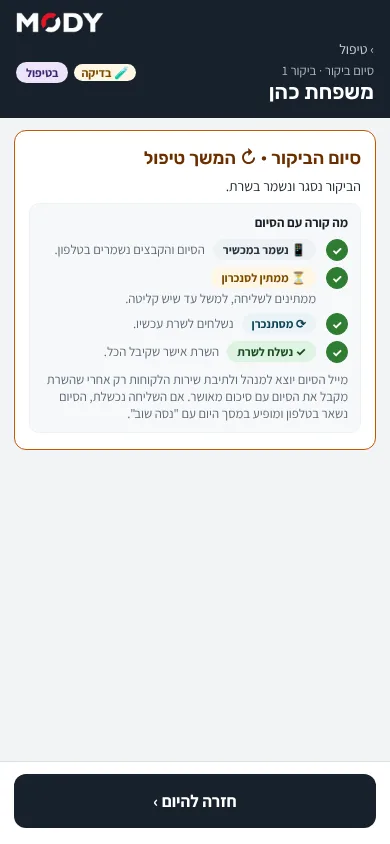 MODY
› טיפול
סיום ביקור · ביקור 1
משפחת כהן
🧪 בדיקה
בטיפול
סיום הביקור • ↻ המשך טיפול
הביקור נסגר ונשמר בשרת.
מה קורה עם הסיום
✓ 📱 נשמר במכשיר הסיום והקבצים נשמרים בטלפון.
✓ ⏳ ממתין לסנכרון
ממתינים לשליחה, למשל עד שיש קליטה.
✓ ⟳ מסתנכרן נשלחים לשרת עכשיו.
✓ ✓ נשלח לשרת השרת אישר שקיבל הכל.
מייל הסיום יוצא למנהל ולתיבת שירות הלקוחות רק אחרי שהשרת
מקבל את הסיום עם סיכום מאושר. אם השליחה נכשלת, הסיום
נשאר בטלפון ומופיע במסך היום עם "נסה שוב".
חזרה להיום ›